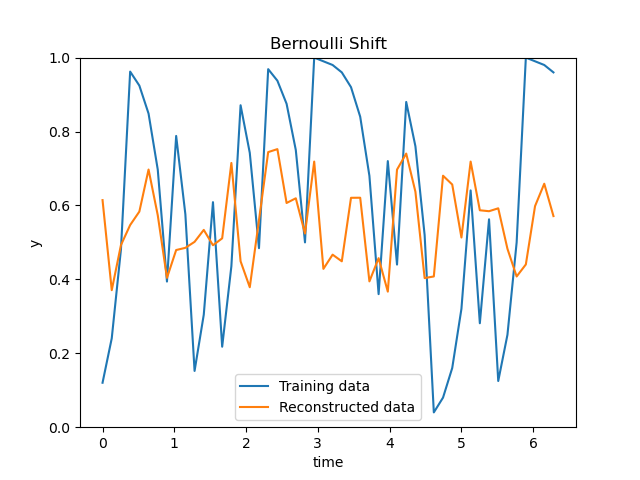 Bernoulli Shift
1.0
0.8
0.6
0.4
0.2
0.0
y
Training data
Reconstructed data
0 1 2 3 4 5 6
time